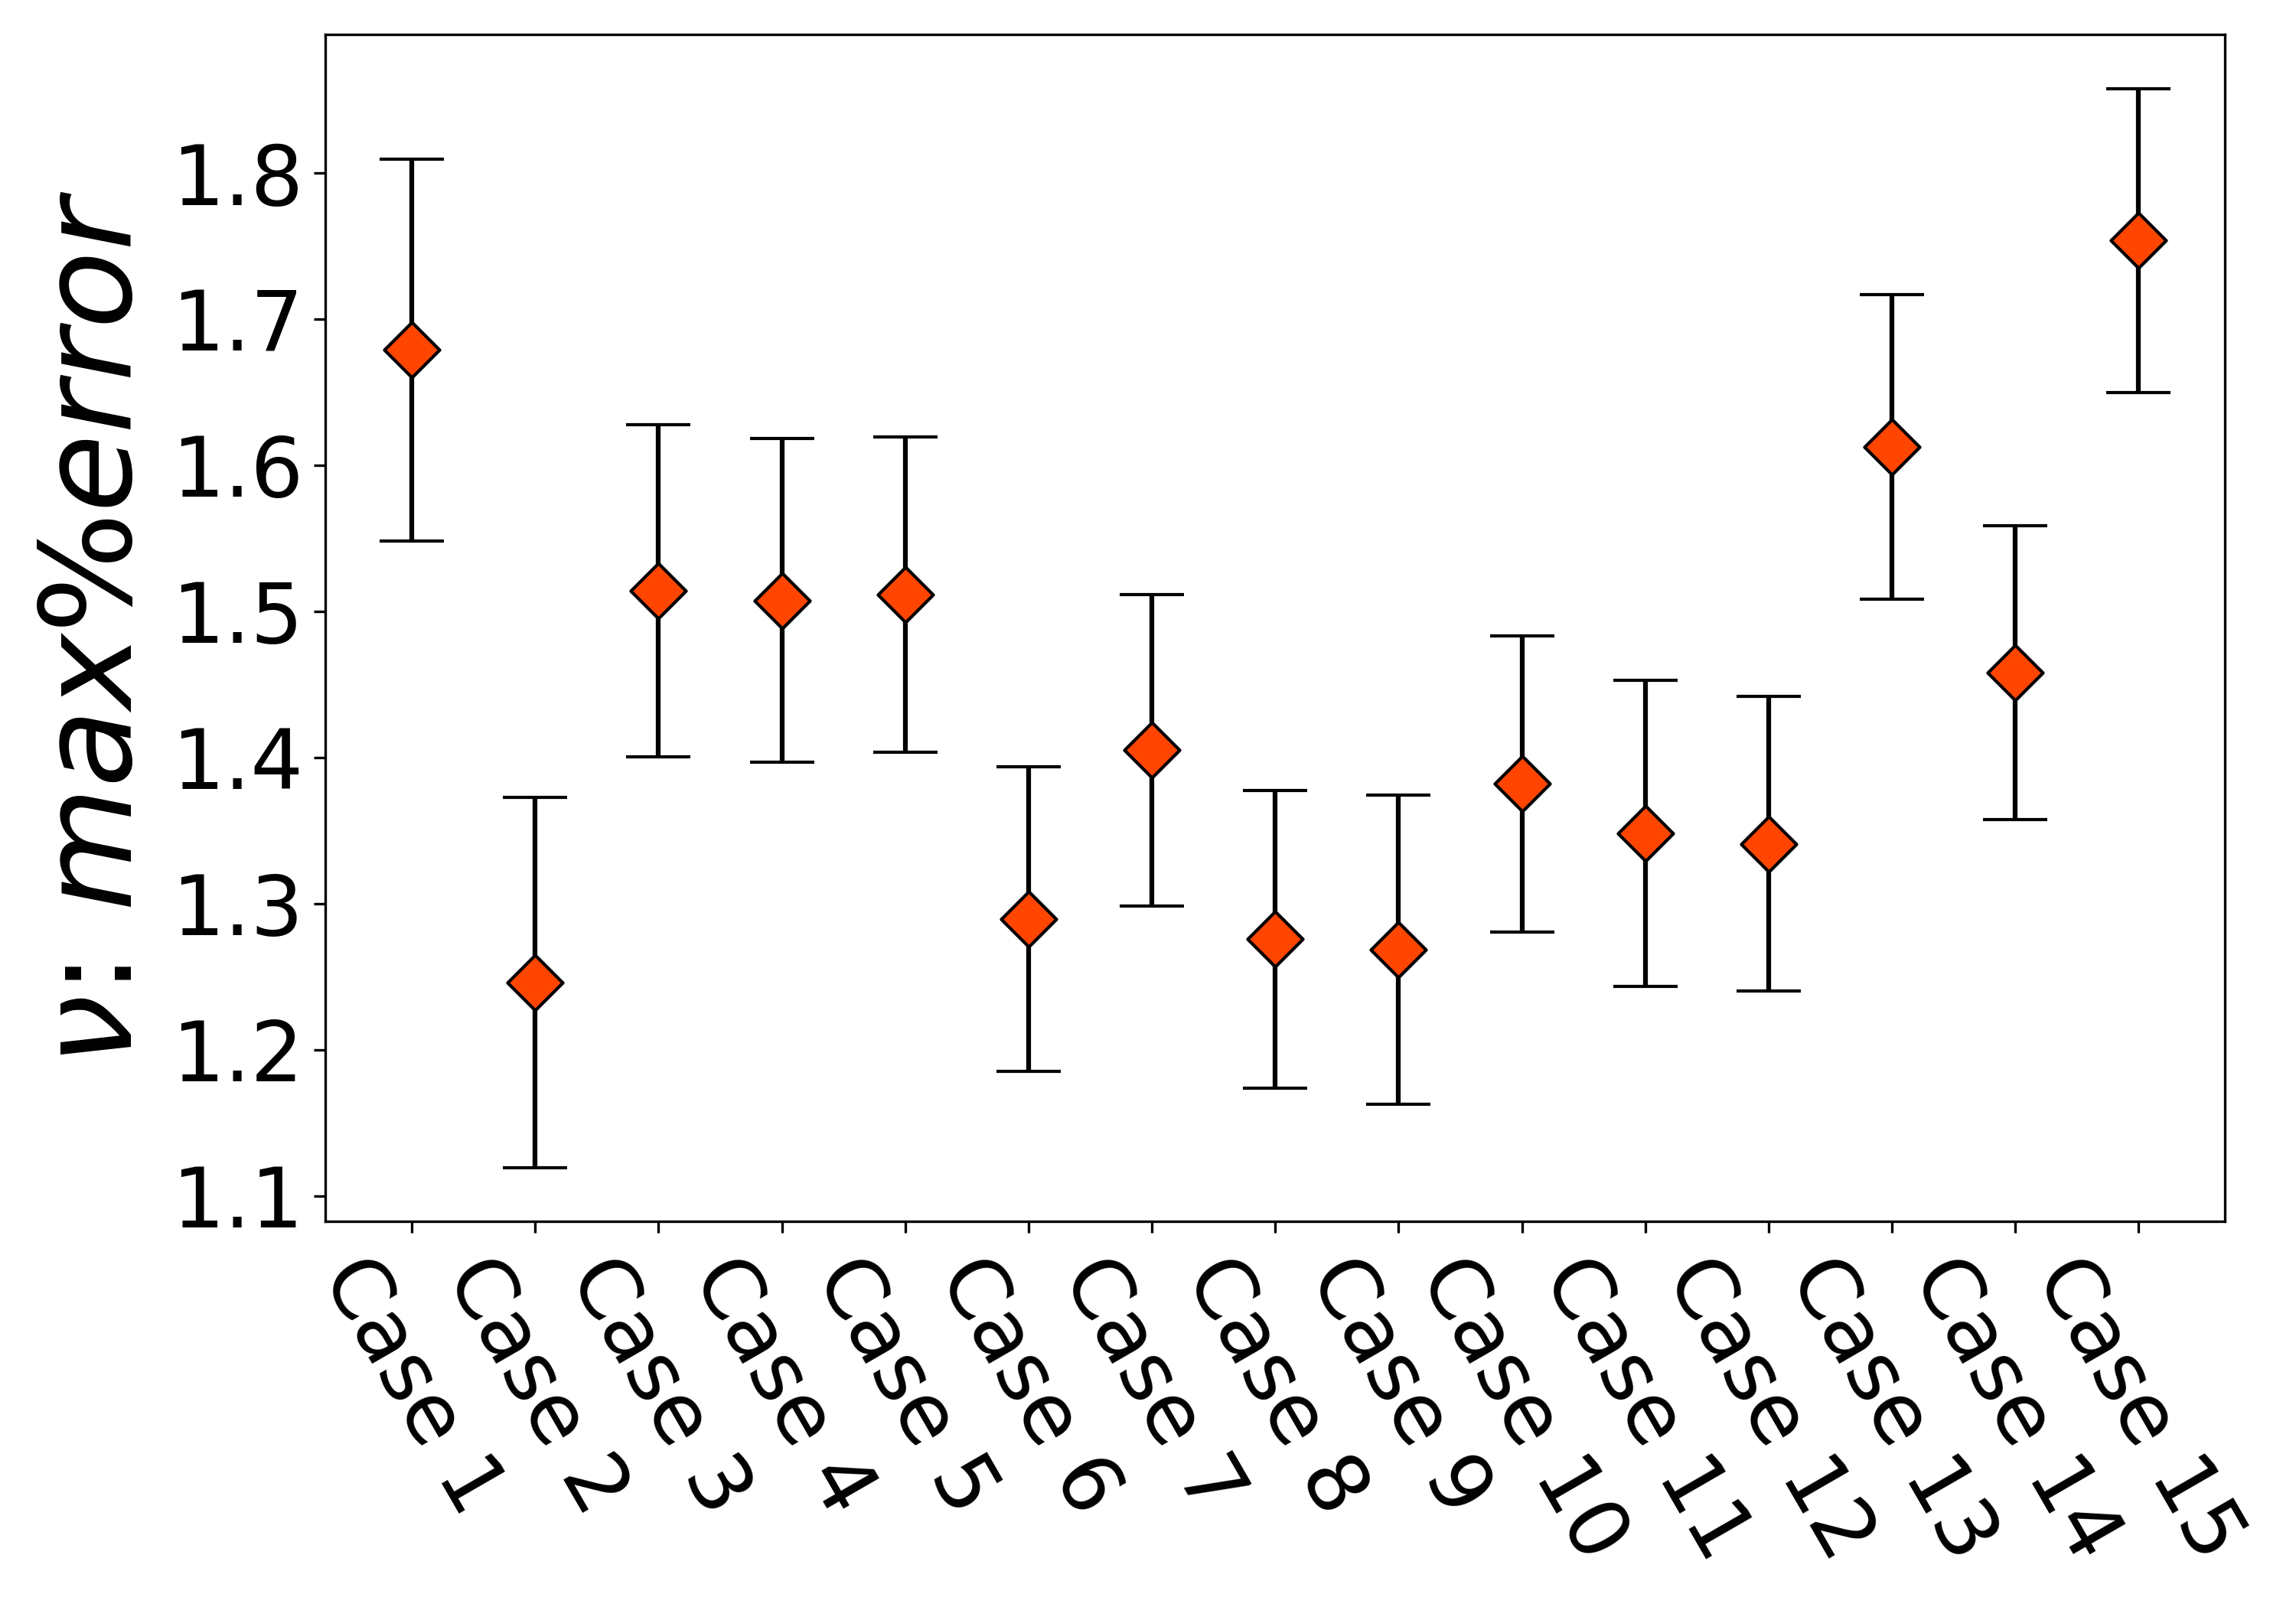 ν: max%error
1.8
1.7
1.6
1.5
1.4
1.3
1.2
1.1
Case 1
Case 2
Case 3
Case 4
Case 5
Case 6
Case 7
Case 8
Case 9
Case 10
Case 11
Case 12
Case 13
Case 14
Case 15